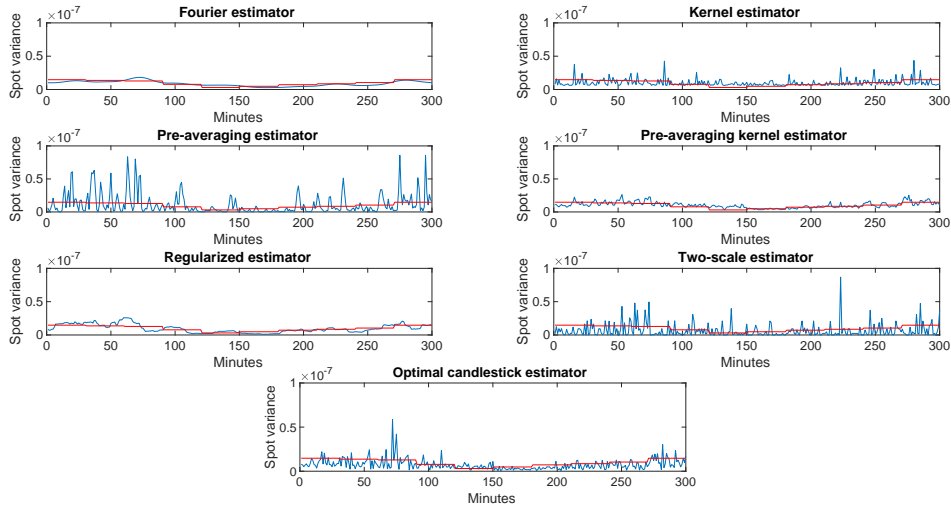 Fourier estimator
×10-7
1
0.5
0
Spot variance
0 50 100 150 200 250 300
Minutes
Kernel estimator
×10-7
1
0.5
0
Spot variance
0 50 100 150 200 250 300
Minutes
Pre-averaging estimator
×10-7
1
0.5
0
Spot variance
0 50 100 150 200 250 300
Minutes
Pre-averaging kernel estimator
×10-7
1
0.5
0
Spot variance
0 50 100 150 200 250 300
Minutes
Regularized estimator
×10-7
1
0.5
0
Spot variance
0 50 100 150 200 250 300
Minutes
Two-scale estimator
×10-7
1
0.5
0
Spot variance
0 50 100 150 200 250 300
Minutes
Optimal candlestick estimator
×10-7
1
0.5
0
Spot variance
0 50 100 150 200 250 300
Minutes